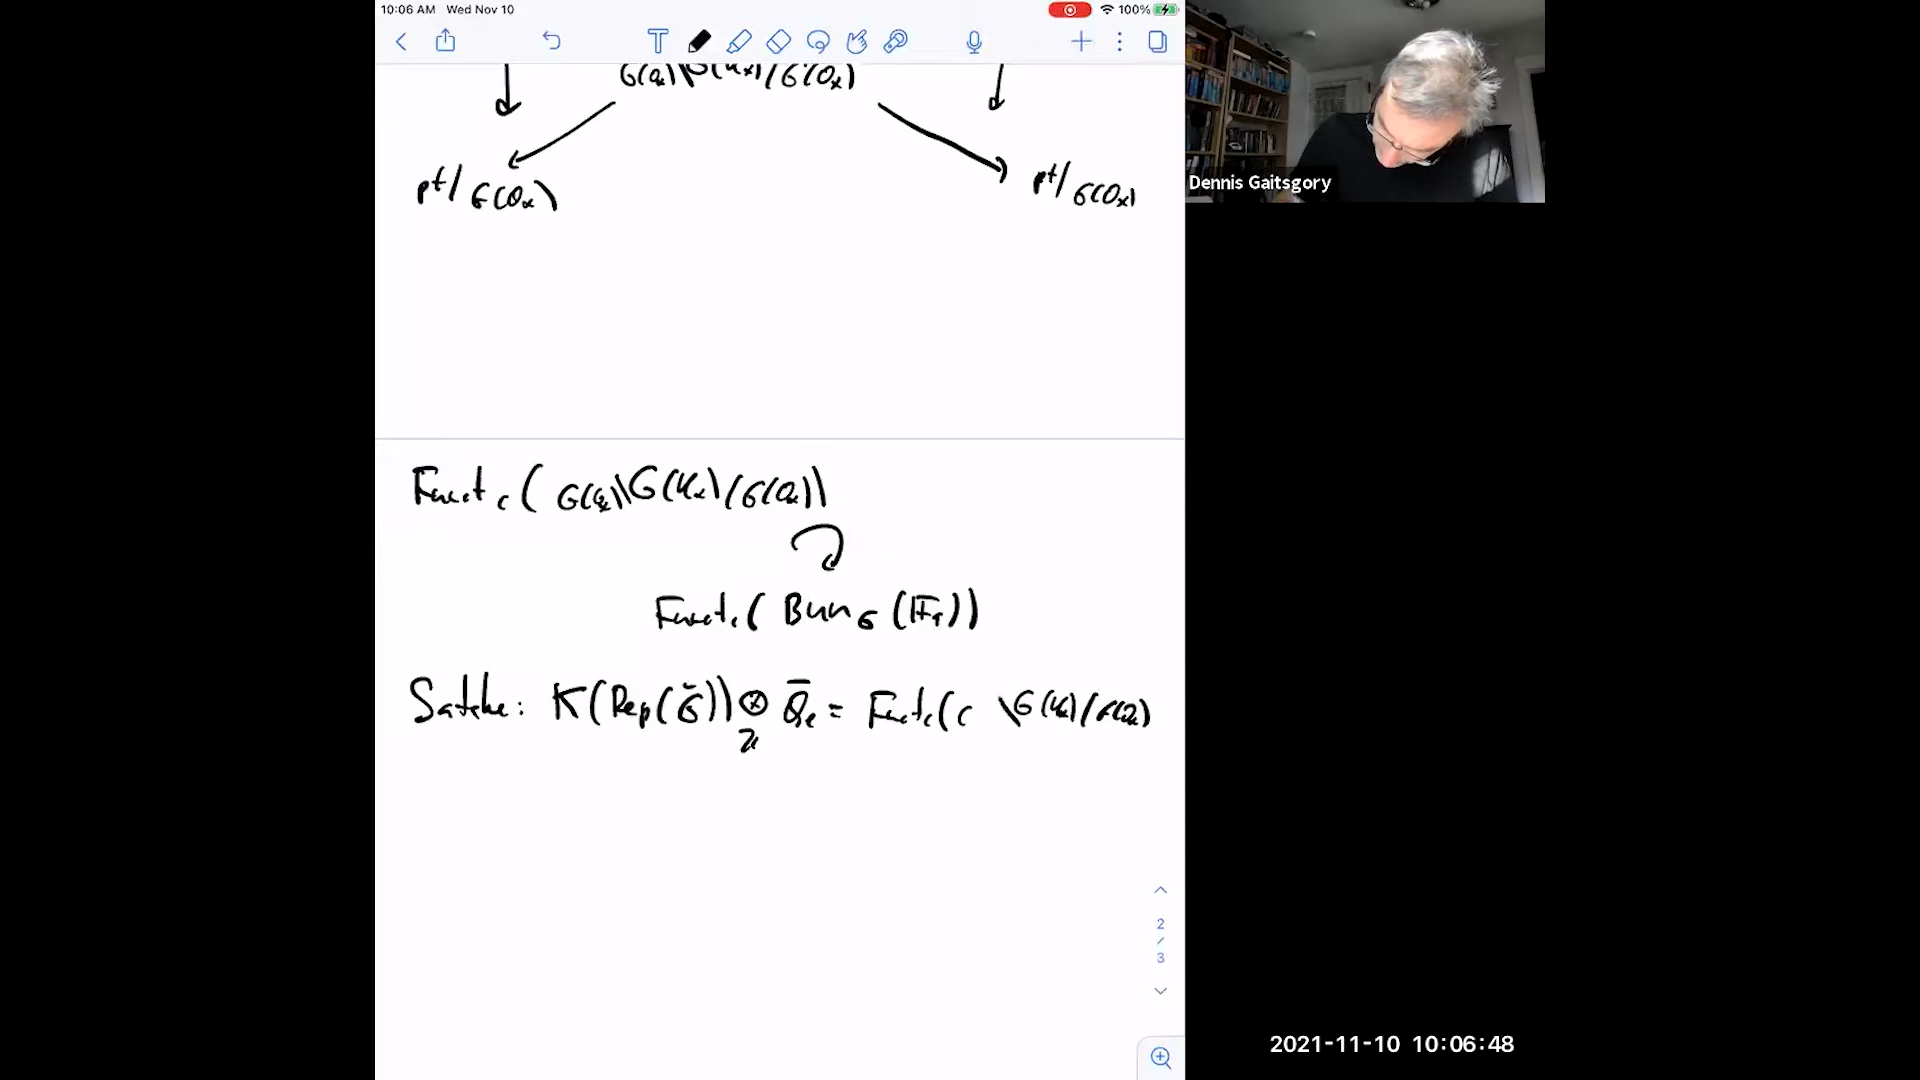 10:06 AM Wed Nov 10 100%
G(O_x)\G(K_x)/G(O_x)
pt/G(O_x) pt/G(O_x)
Dennis Gaitsgory
Funct_c(G(O_x)\G(K_x)/G(O_x))
Funct_c(Bun_G(𝔽_q))
Satake: K(Rep(Ǧ)) ⊗_ℤ Q̄_ℓ = Funct_c(( \G(K_x)/G(O_x)
2
/
3
2021-11-10 10:06:48